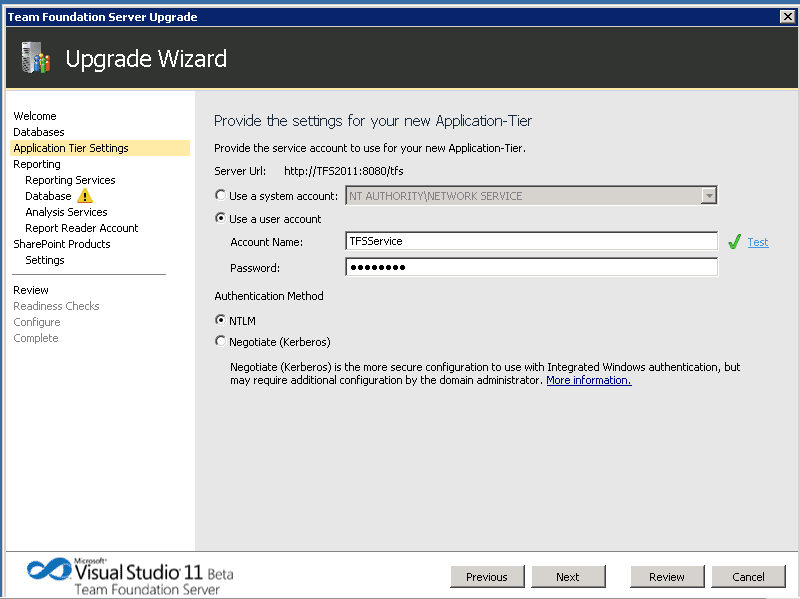 Team Foundation Server Upgrade
Upgrade Wizard
Welcome
Databases
Application Tier Settings
Reporting
Reporting Services
Database
Analysis Services
Report Reader Account
SharePoint Products
Settings
Review
Readiness Checks
Configure
Complete
Provide the settings for your new Application-Tier
Provide the service account to use for your new Application-Tier.
Server Url: http://TFS2011:8080/tfs
Use a system account: NT AUTHORITY\NETWORK SERVICE
Use a user account
Account Name: TFSService Test
Password: ●●●●●●●●
Authentication Method
NTLM
Negotiate (Kerberos)
Negotiate (Kerberos) is the more secure configuration to use with Integrated Windows authentication, but
may require additional configuration by the domain administrator. More information.
Microsoft®
Visual Studio 11 Beta
Team Foundation Server
Previous Next Review Cancel